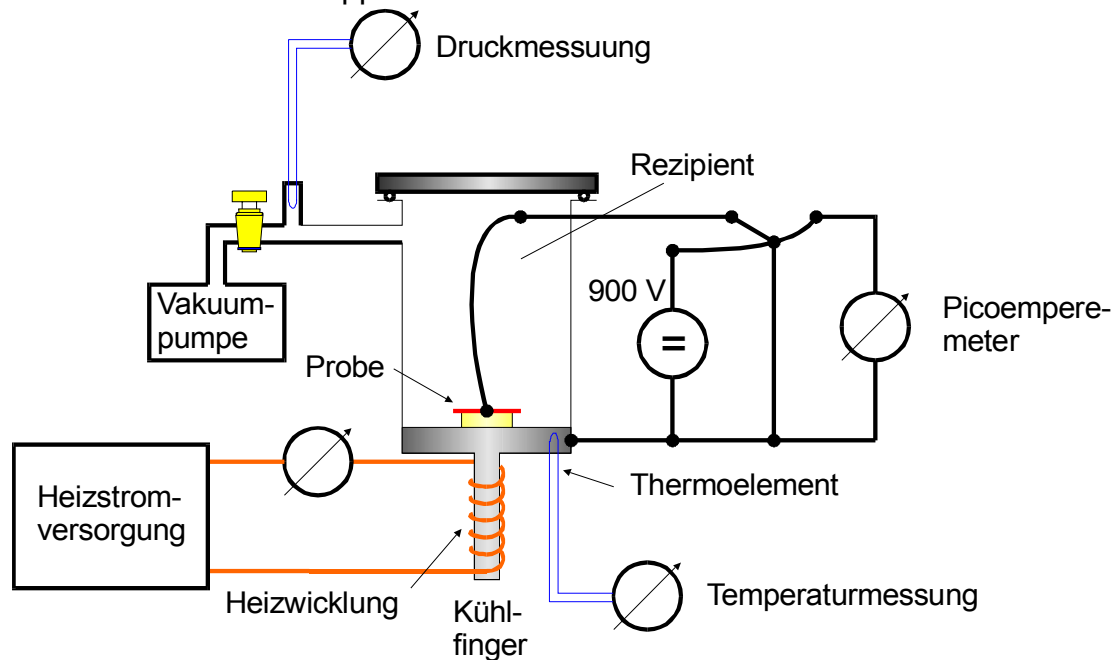 Druckmessuung
Rezipient
900 V
=
Vakuum-
pumpe
Picoempere-
meter
Probe
Heizstrom-
versorgung
Thermoelement
Heizwicklung
Kühl-
finger
Temperaturmessung